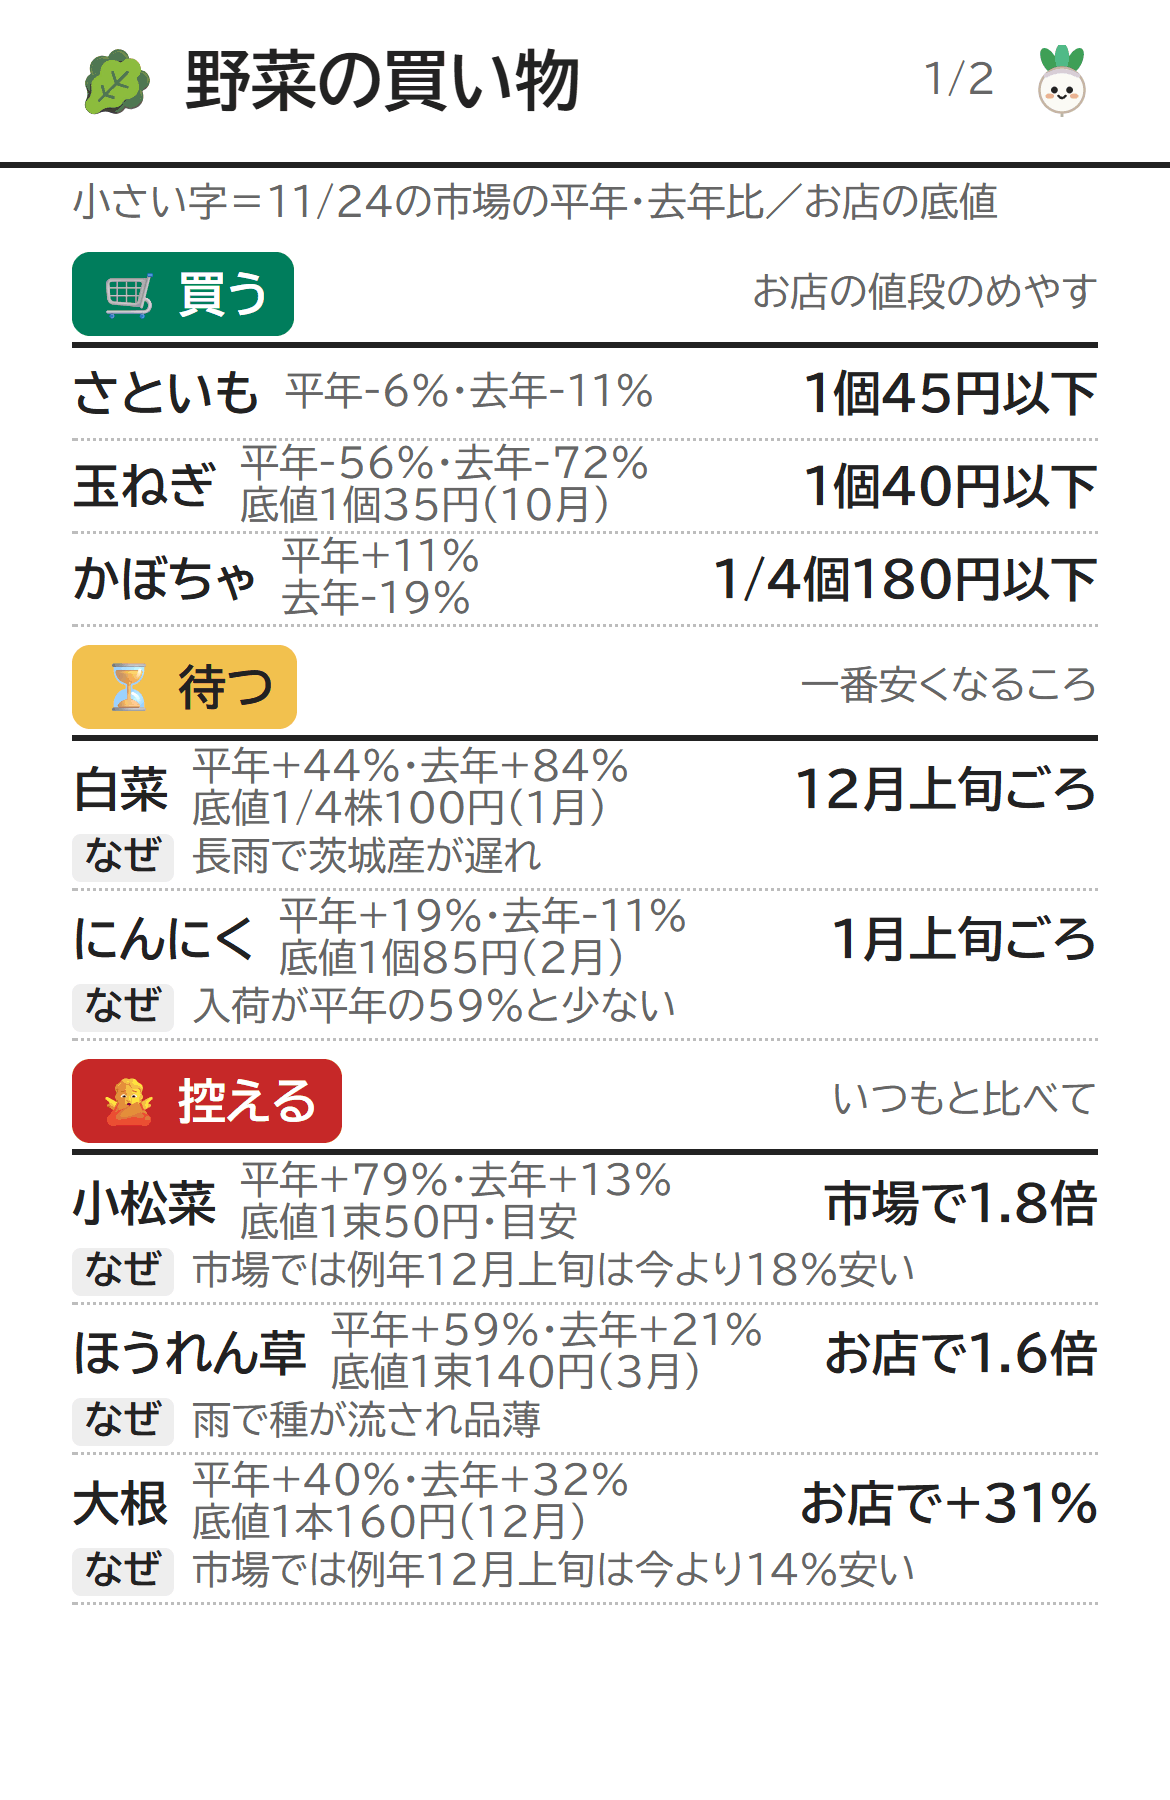 野菜の買い物
1/2
小さい字＝11/24の市場の平年・去年比／お店の底値
買う
お店の値段のめやす
さといも 平年-6%・去年-11% 1個45円以下
玉ねぎ 平年-56%・去年-72% 1個40円以下
底値1個35円(10月)
かぼちゃ 平年+11% 1/4個180円以下
去年-19%
待つ
一番安くなるころ
白菜 平年+44%・去年+84% 12月上旬ごろ
底値1/4株100円(1月)
なぜ 長雨で茨城産が遅れ
にんにく 平年+19%・去年-11% 1月上旬ごろ
底値1個85円(2月)
なぜ 入荷が平年の59%と少ない
控える
いつもと比べて
小松菜 平年+79%・去年+13% 市場で1.8倍
底値1束50円・目安
なぜ 市場では例年12月上旬は今より18%安い
ほうれん草 平年+59%・去年+21% お店で1.6倍
底値1束140円(3月)
なぜ 雨で種が流され品薄
大根 平年+40%・去年+32% お店で+31%
底値1本160円(12月)
なぜ 市場では例年12月上旬は今より14%安い